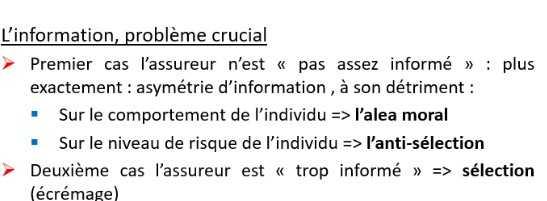 L’information, problème crucial
➤ Premier cas l’assureur n’est « pas assez informé » : plus
exactement : asymétrie d’information , à son détriment :
▪ Sur le comportement de l’individu => l’alea moral
▪ Sur le niveau de risque de l’individu => l’anti-sélection
➤ Deuxième cas l’assureur est « trop informé » => sélection
(écrémage)